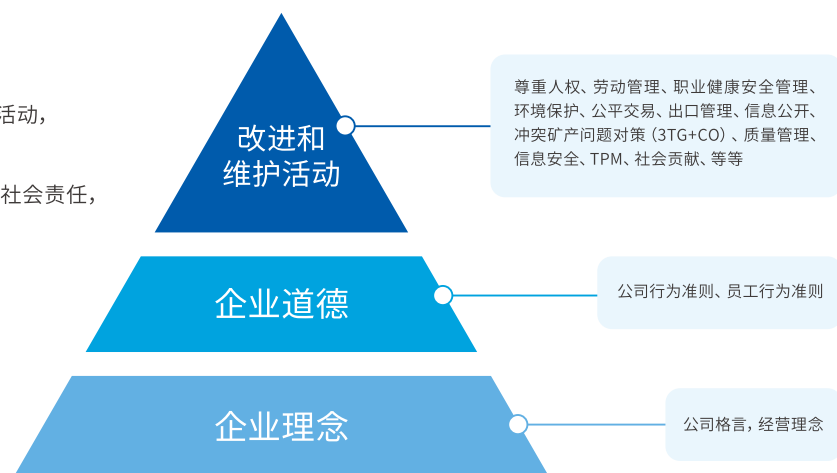 活动，
社会责任，
改进和
维护活动
尊重人权、劳动管理、职业健康安全管理、
环境保护、公平交易、出口管理、信息公开、
冲突矿产问题对策（3TG+CO）、质量管理、
信息安全、TPM、社会贡献、等等
企业道德
公司行为准则、员工行为准则
企业理念
公司格言，经营理念